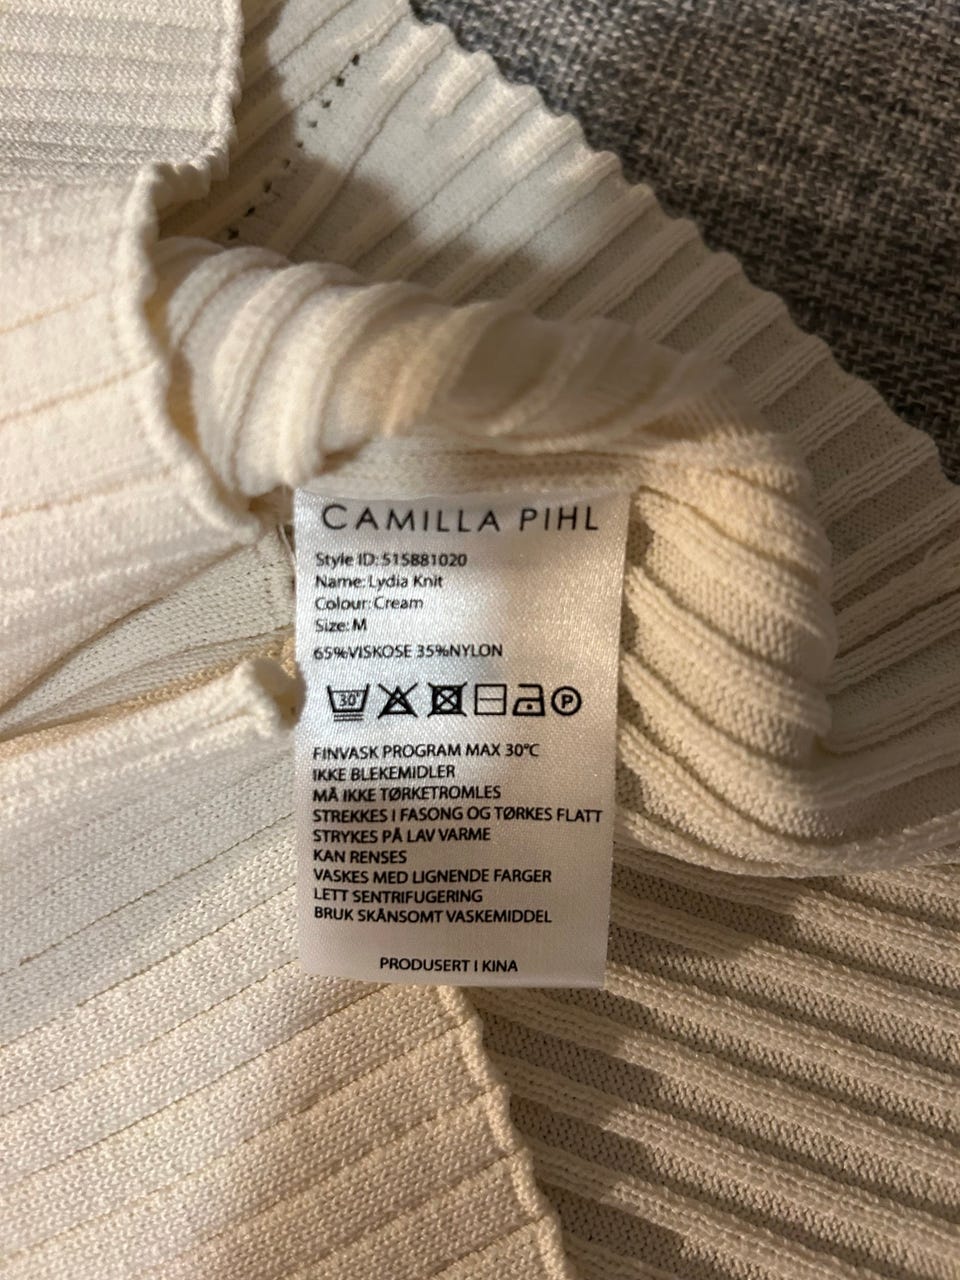 CAMILLA PIHL
Style ID: 515881020
Name: Lydia Knit
Colour: Cream
Size: M
65%VISKOSE 35%NYLON
30° P
FINVASK PROGRAM MAX 30°C
IKKE BLEKEMIDLER
MÅ IKKE TØRKETROMLES
STREKKES I FASONG OG TØRKES FLATT
STRYKES PÅ LAV VARME
KAN RENSES
VASKES MED LIGNENDE FARGER
LETT SENTRIFUGERING
BRUK SKÅNSOMT VASKEMIDDEL
PRODUSERT I KINA